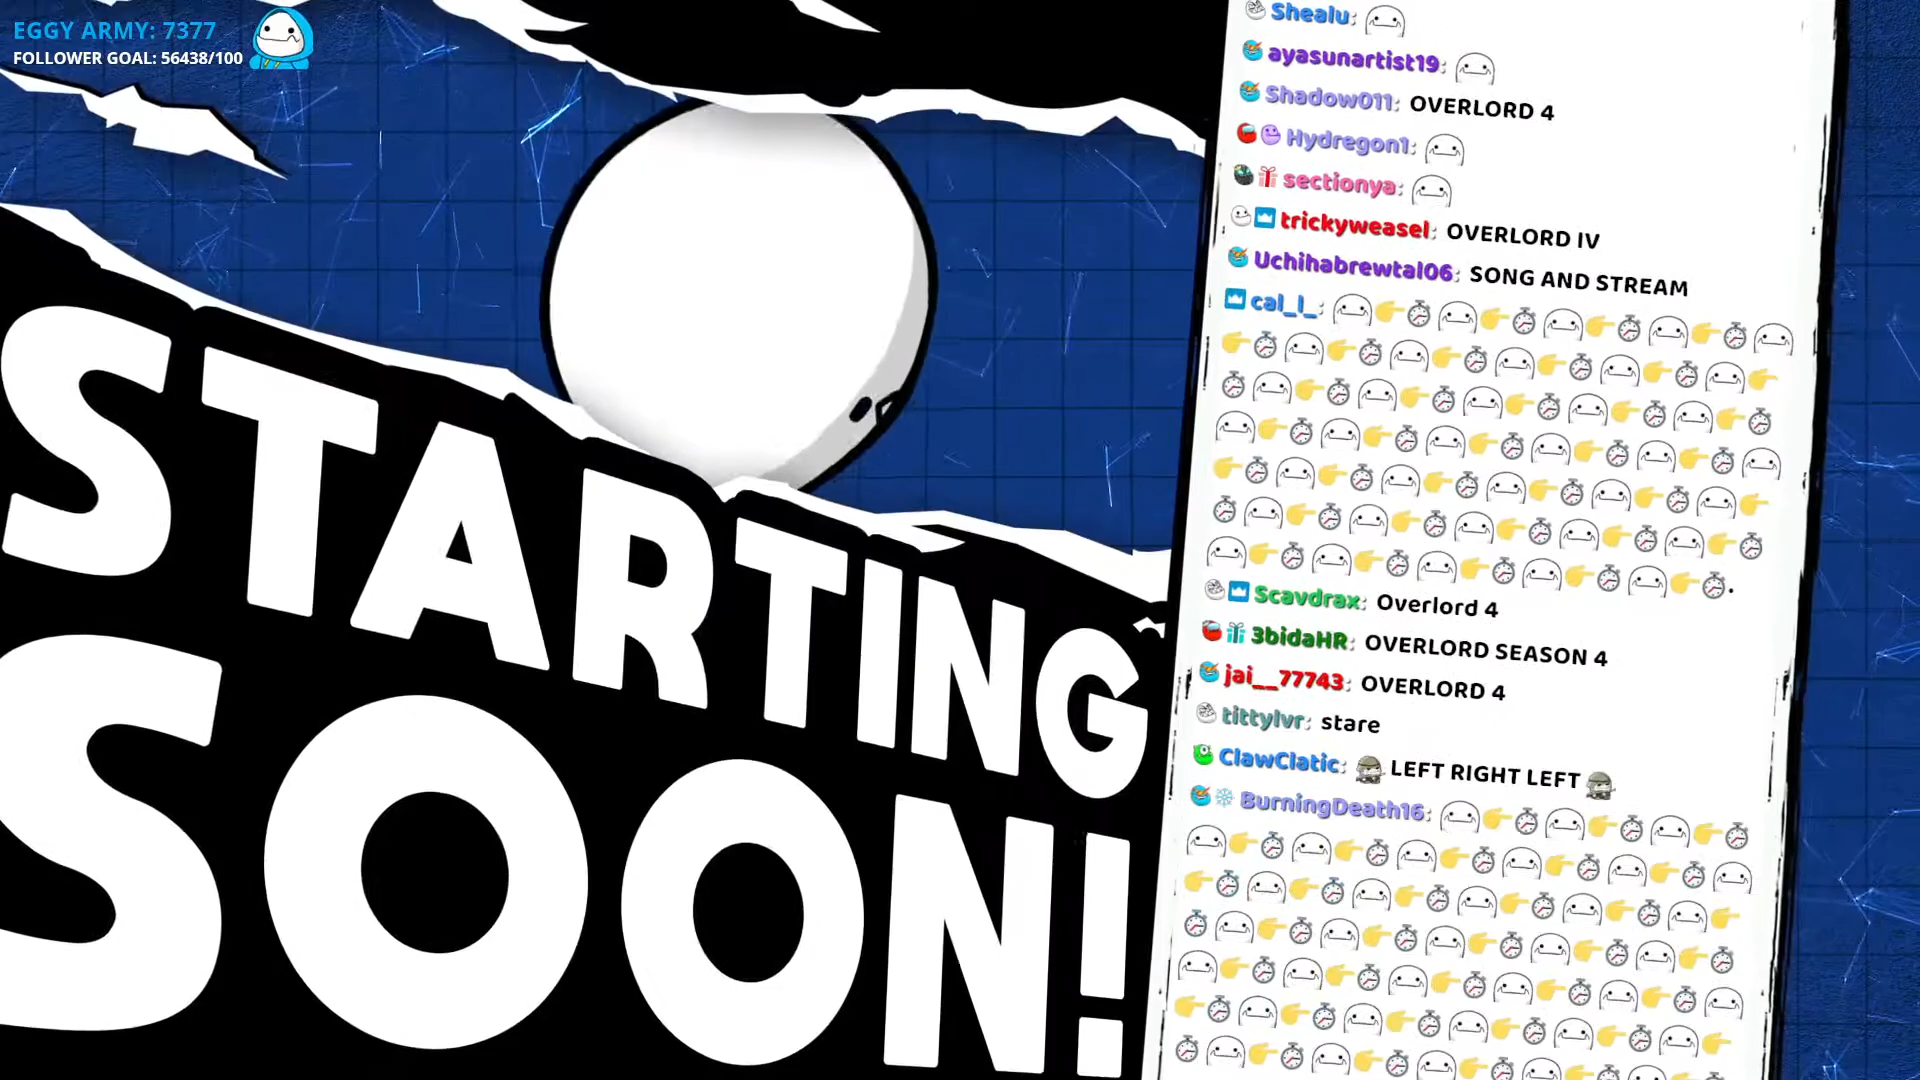 EGGY ARMY: 7377
FOLLOWER GOAL: 56438/100
STARTING
SOON!
Shealu:
ayasunartist19:
Shadow011: OVERLORD 4
Hydregon1:
sectionya:
trickyweasel: OVERLORD IV
Uchihabrewtal06: SONG AND STREAM
cal_l_:
.
Scavdrax: Overlord 4
3bidaHR: OVERLORD SEASON 4
jai__77743: OVERLORD 4
tittylvr: stare
ClawClatic: LEFT RIGHT LEFT
BurningDeath16: